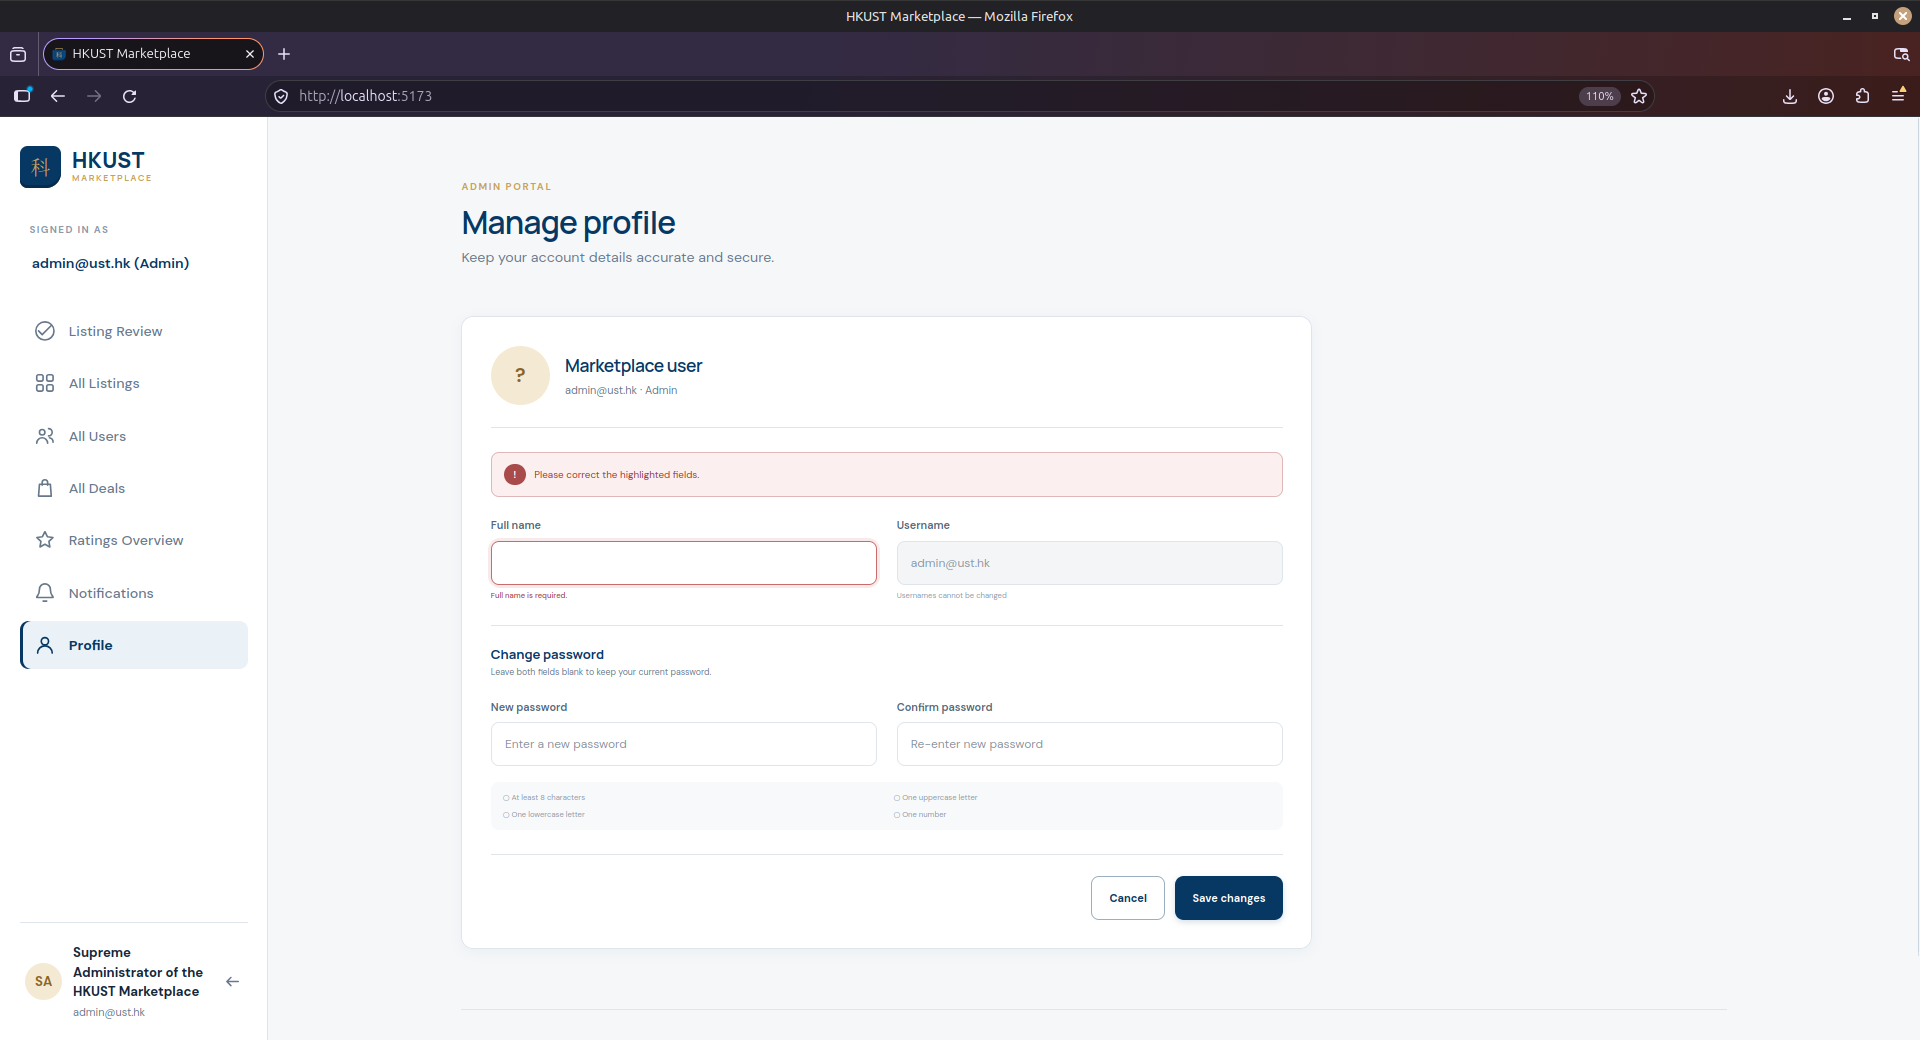 HKUST Marketplace — Mozilla Firefox
HKUST Marketplace
http://localhost:5173
110%
科
HKUST
MARKETPLACE
SIGNED IN AS
admin@ust.hk (Admin)
Listing Review
All Listings
All Users
All Deals
Ratings Overview
Notifications
Profile
SA
Supreme
Administrator of the
HKUST Marketplace
admin@ust.hk
ADMIN PORTAL
Manage profile
Keep your account details accurate and secure.
?
Marketplace user
admin@ust.hk · Admin
! Please correct the highlighted fields.
Full name
Username
admin@ust.hk
Full name is required.
Usernames cannot be changed
Change password
Leave both fields blank to keep your current password.
New password
Confirm password
Enter a new password
Re-enter new password
At least 8 characters
One uppercase letter
One lowercase letter
One number
Cancel
Save changes